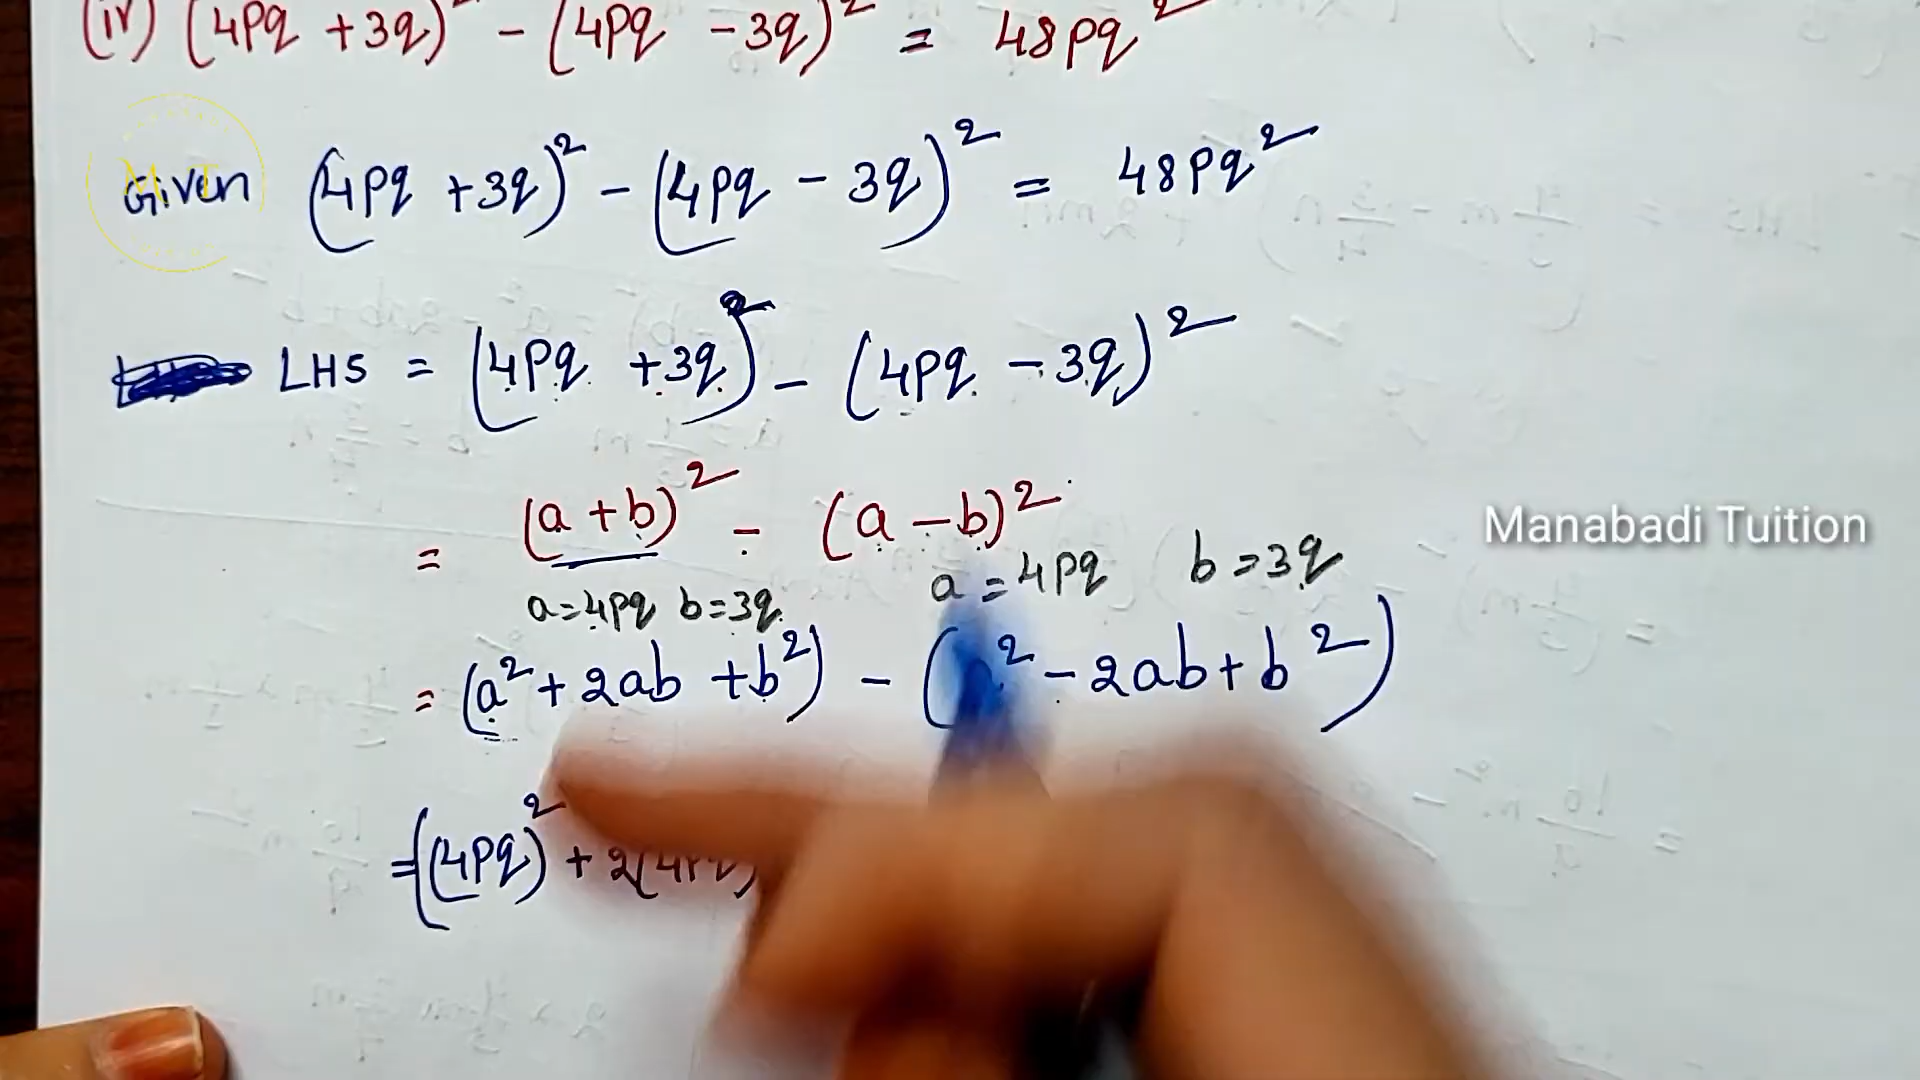 (iv) (4pq + 3q)² - (4pq - 3q)² = 48pq²
Given (4pq + 3q)² - (4pq - 3q)² = 48pq²
LHS = (4pq + 3q)² - (4pq - 3q)²
= (a + b)² - (a - b)²
a = 4pq b = 3q a = 4pq b = 3q
= (a² + 2ab + b²) - (a² - 2ab + b²)
= ((4pq)² + 2(4pq)
Manabadi Tuition
MT